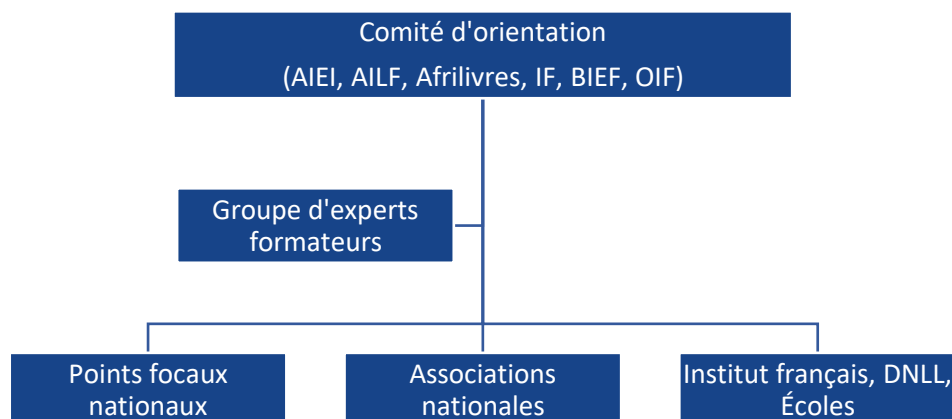 Comité d'orientation
(AIEI, AILF, Afrilivres, IF, BIEF, OIF)
Groupe d'experts
formateurs
Points focaux
nationaux
Associations
nationales
Institut français, DNLL,
Écoles